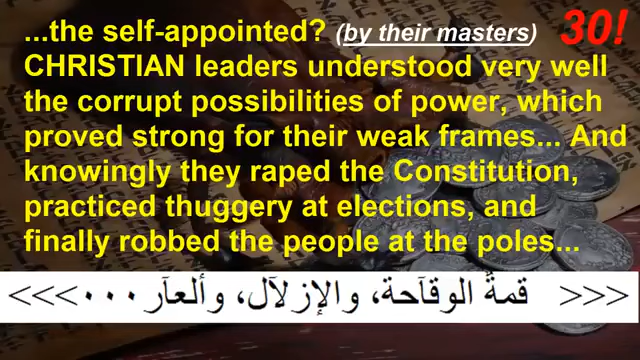 ...the self-appointed? (by their masters) 30!
CHRISTIAN leaders understood very well
the corrupt possibilities of power, which
proved strong for their weak frames... And
knowingly they raped the Constitution,
practiced thuggery at elections, and
finally robbed the people at the poles...
<<< قمةُ الوقآحة، والإزلآل، وألعآر۰۰۰ >>>